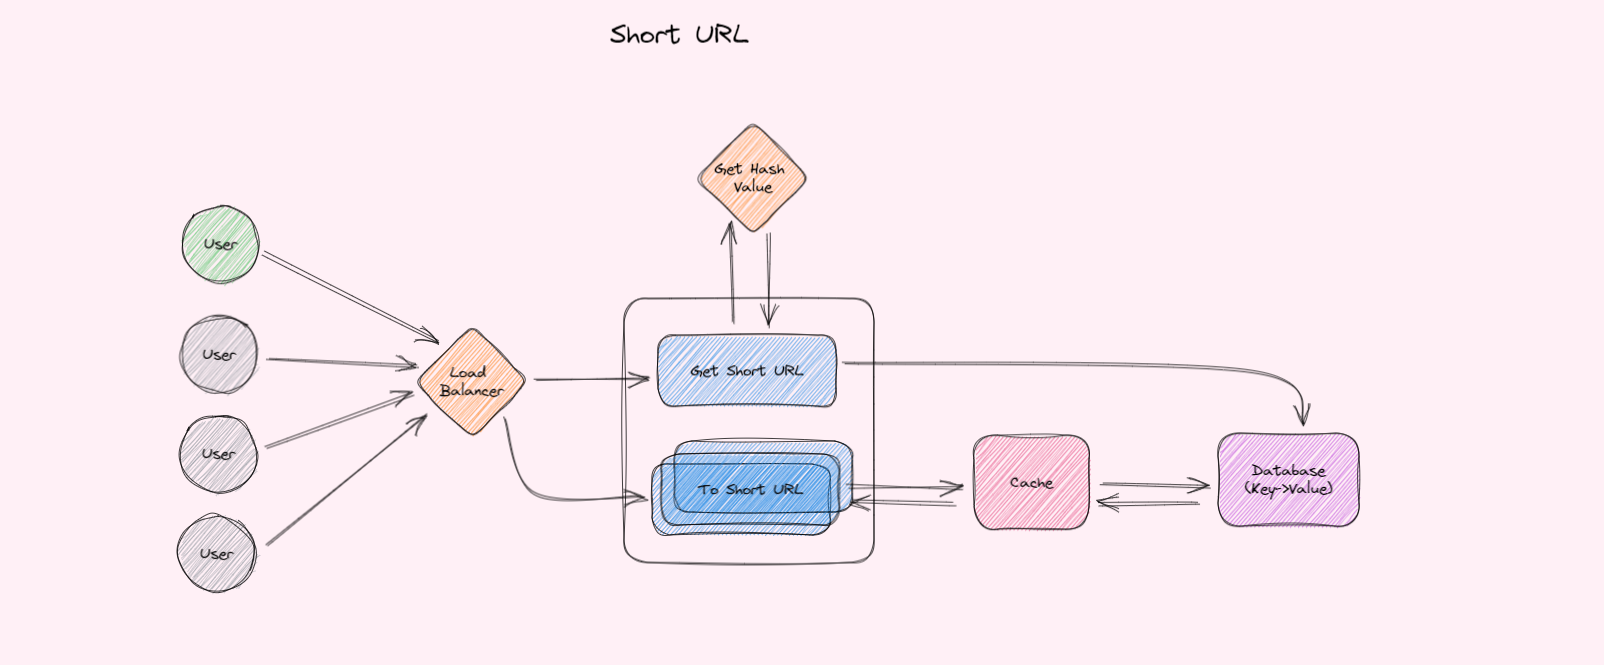 Short URL
Get Hash
Value
User
User
User
User
Load
Balancer
Get Short URL
To Short URL
Cache
Database
(Key->Value)